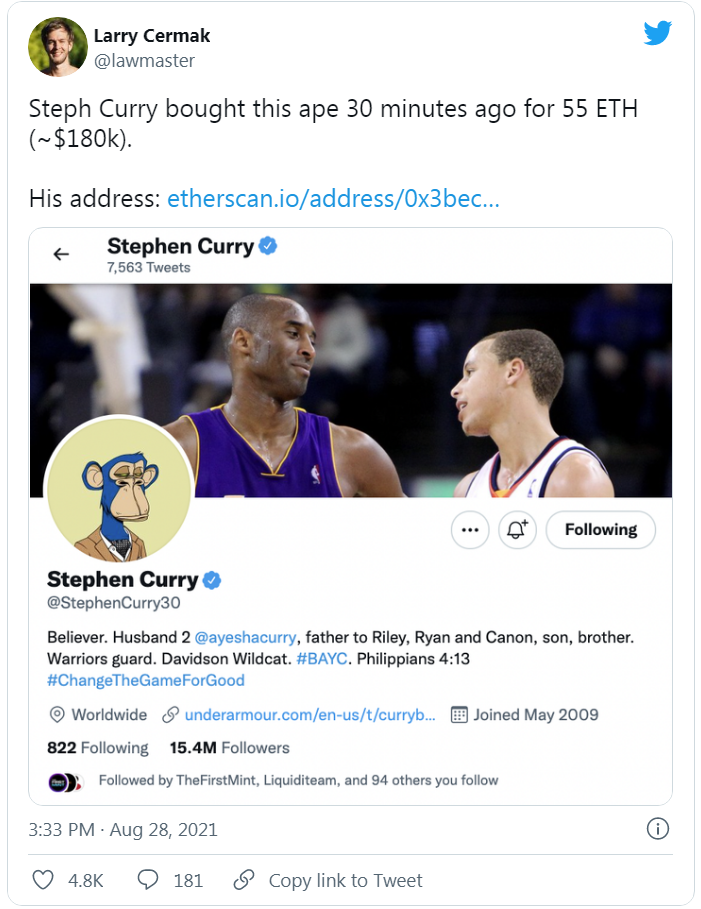 Larry Cermak
@lawmaster
Steph Curry bought this ape 30 minutes ago for 55 ETH
(~$180k).
His address: etherscan.io/address/0x3bec...
Stephen Curry
7,563 Tweets
Following
Stephen Curry
@StephenCurry30
Believer. Husband 2 @ayeshacurry, father to Riley, Ryan and Canon, son, brother.
Warriors guard. Davidson Wildcat. #BAYC. Philippians 4:13
#ChangeTheGameForGood
Worldwide underarmour.com/en-us/t/curryb... Joined May 2009
822 Following 15.4M Followers
Followed by TheFirstMint, Liquiditeam, and 94 others you follow
3:33 PM · Aug 28, 2021
4.8K 181 Copy link to Tweet